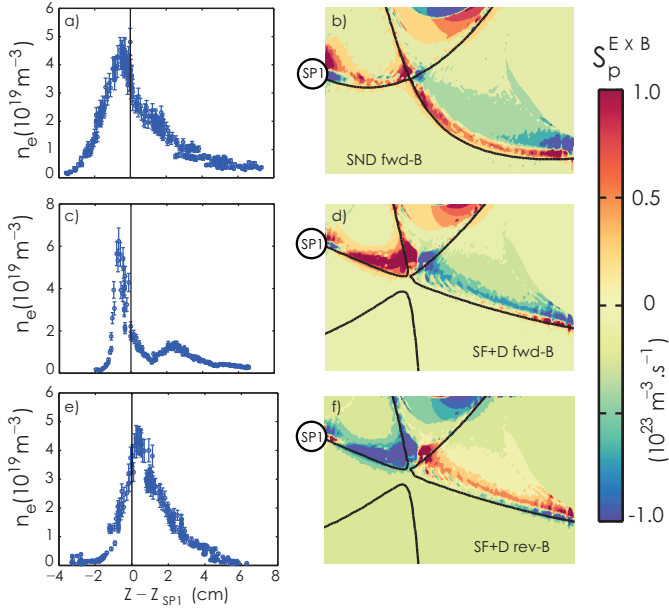 a)
n_e(10^19 m^−3)
6
5
4
3
2
1
0
b)
SP1
SND fwd-B
c)
n_e(10^19 m^−3)
8
6
4
2
0
d)
SP1
SF+D fwd-B
e)
n_e(10^19 m^−3)
6
5
4
3
2
1
0
−4 −2 0 2 4 6 8
Z − Z_SP1 (cm)
f)
SP1
SF+D rev-B
S_p^E x B
1.0
0.5
0
-1.0
(10^23 m^-3.s^−1)